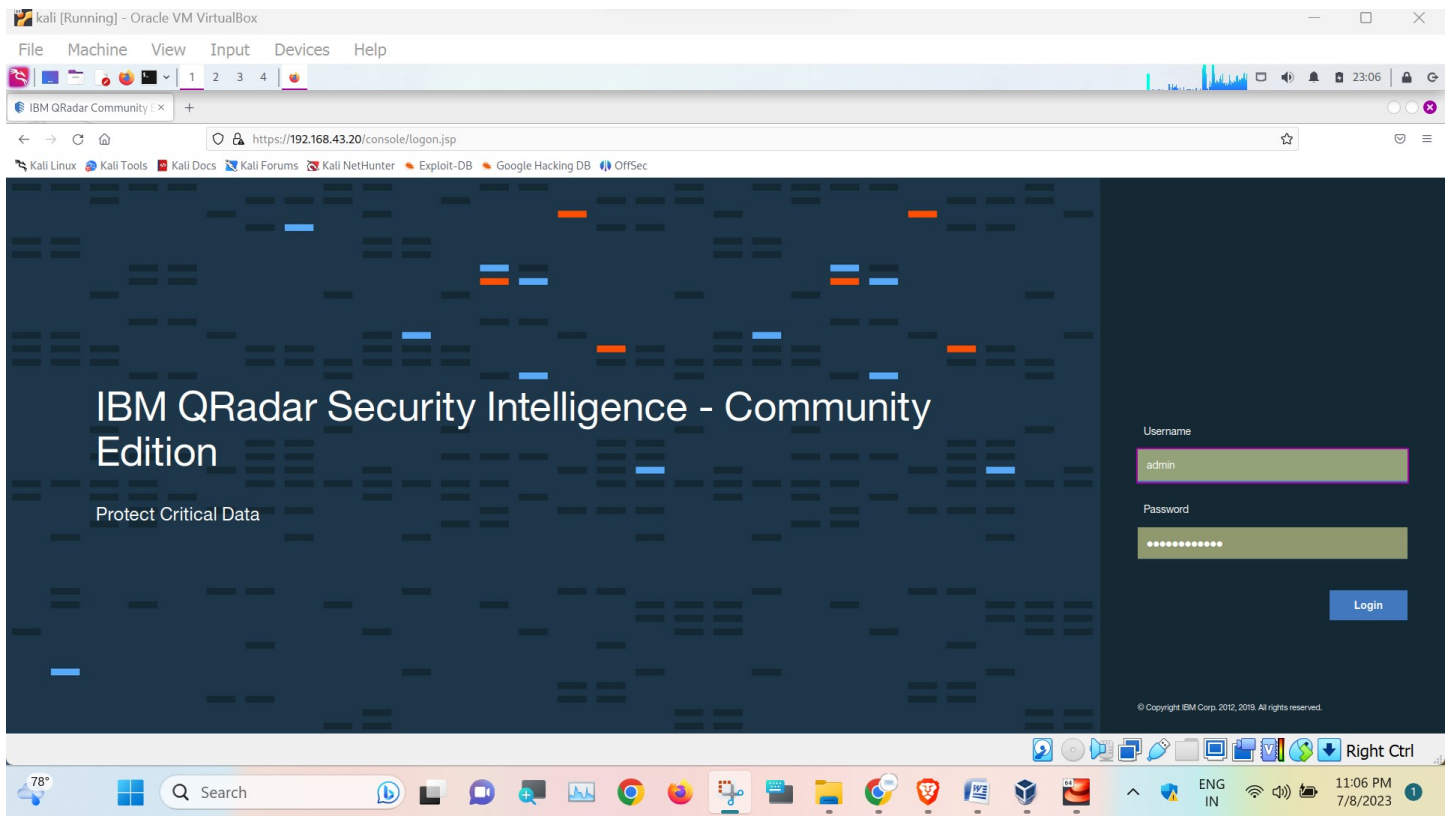 kali [Running] - Oracle VM VirtualBox
File Machine View Input Devices Help
1 2 3 4 23:06
IBM QRadar Community E
https://192.168.43.20/console/logon.jsp
Kali Linux Kali Tools Kali Docs Kali Forums Kali NetHunter Exploit-DB Google Hacking DB OffSec
IBM QRadar Security Intelligence - Community
Edition
Protect Critical Data
Username
admin
Password
Login
© Copyright IBM Corp. 2012, 2019. All rights reserved.
Right Ctrl
78°
Search
ENG
IN
11:06 PM
7/8/2023
1
64